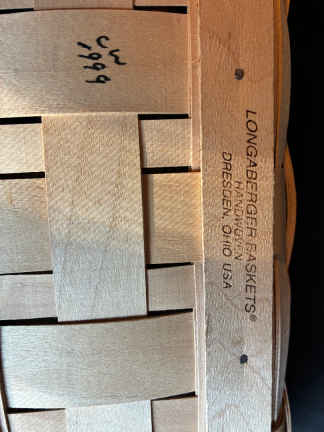 LONGABERGER BASKETS®
HANDWOVEN
DRESDEN, OHIO USA
1999